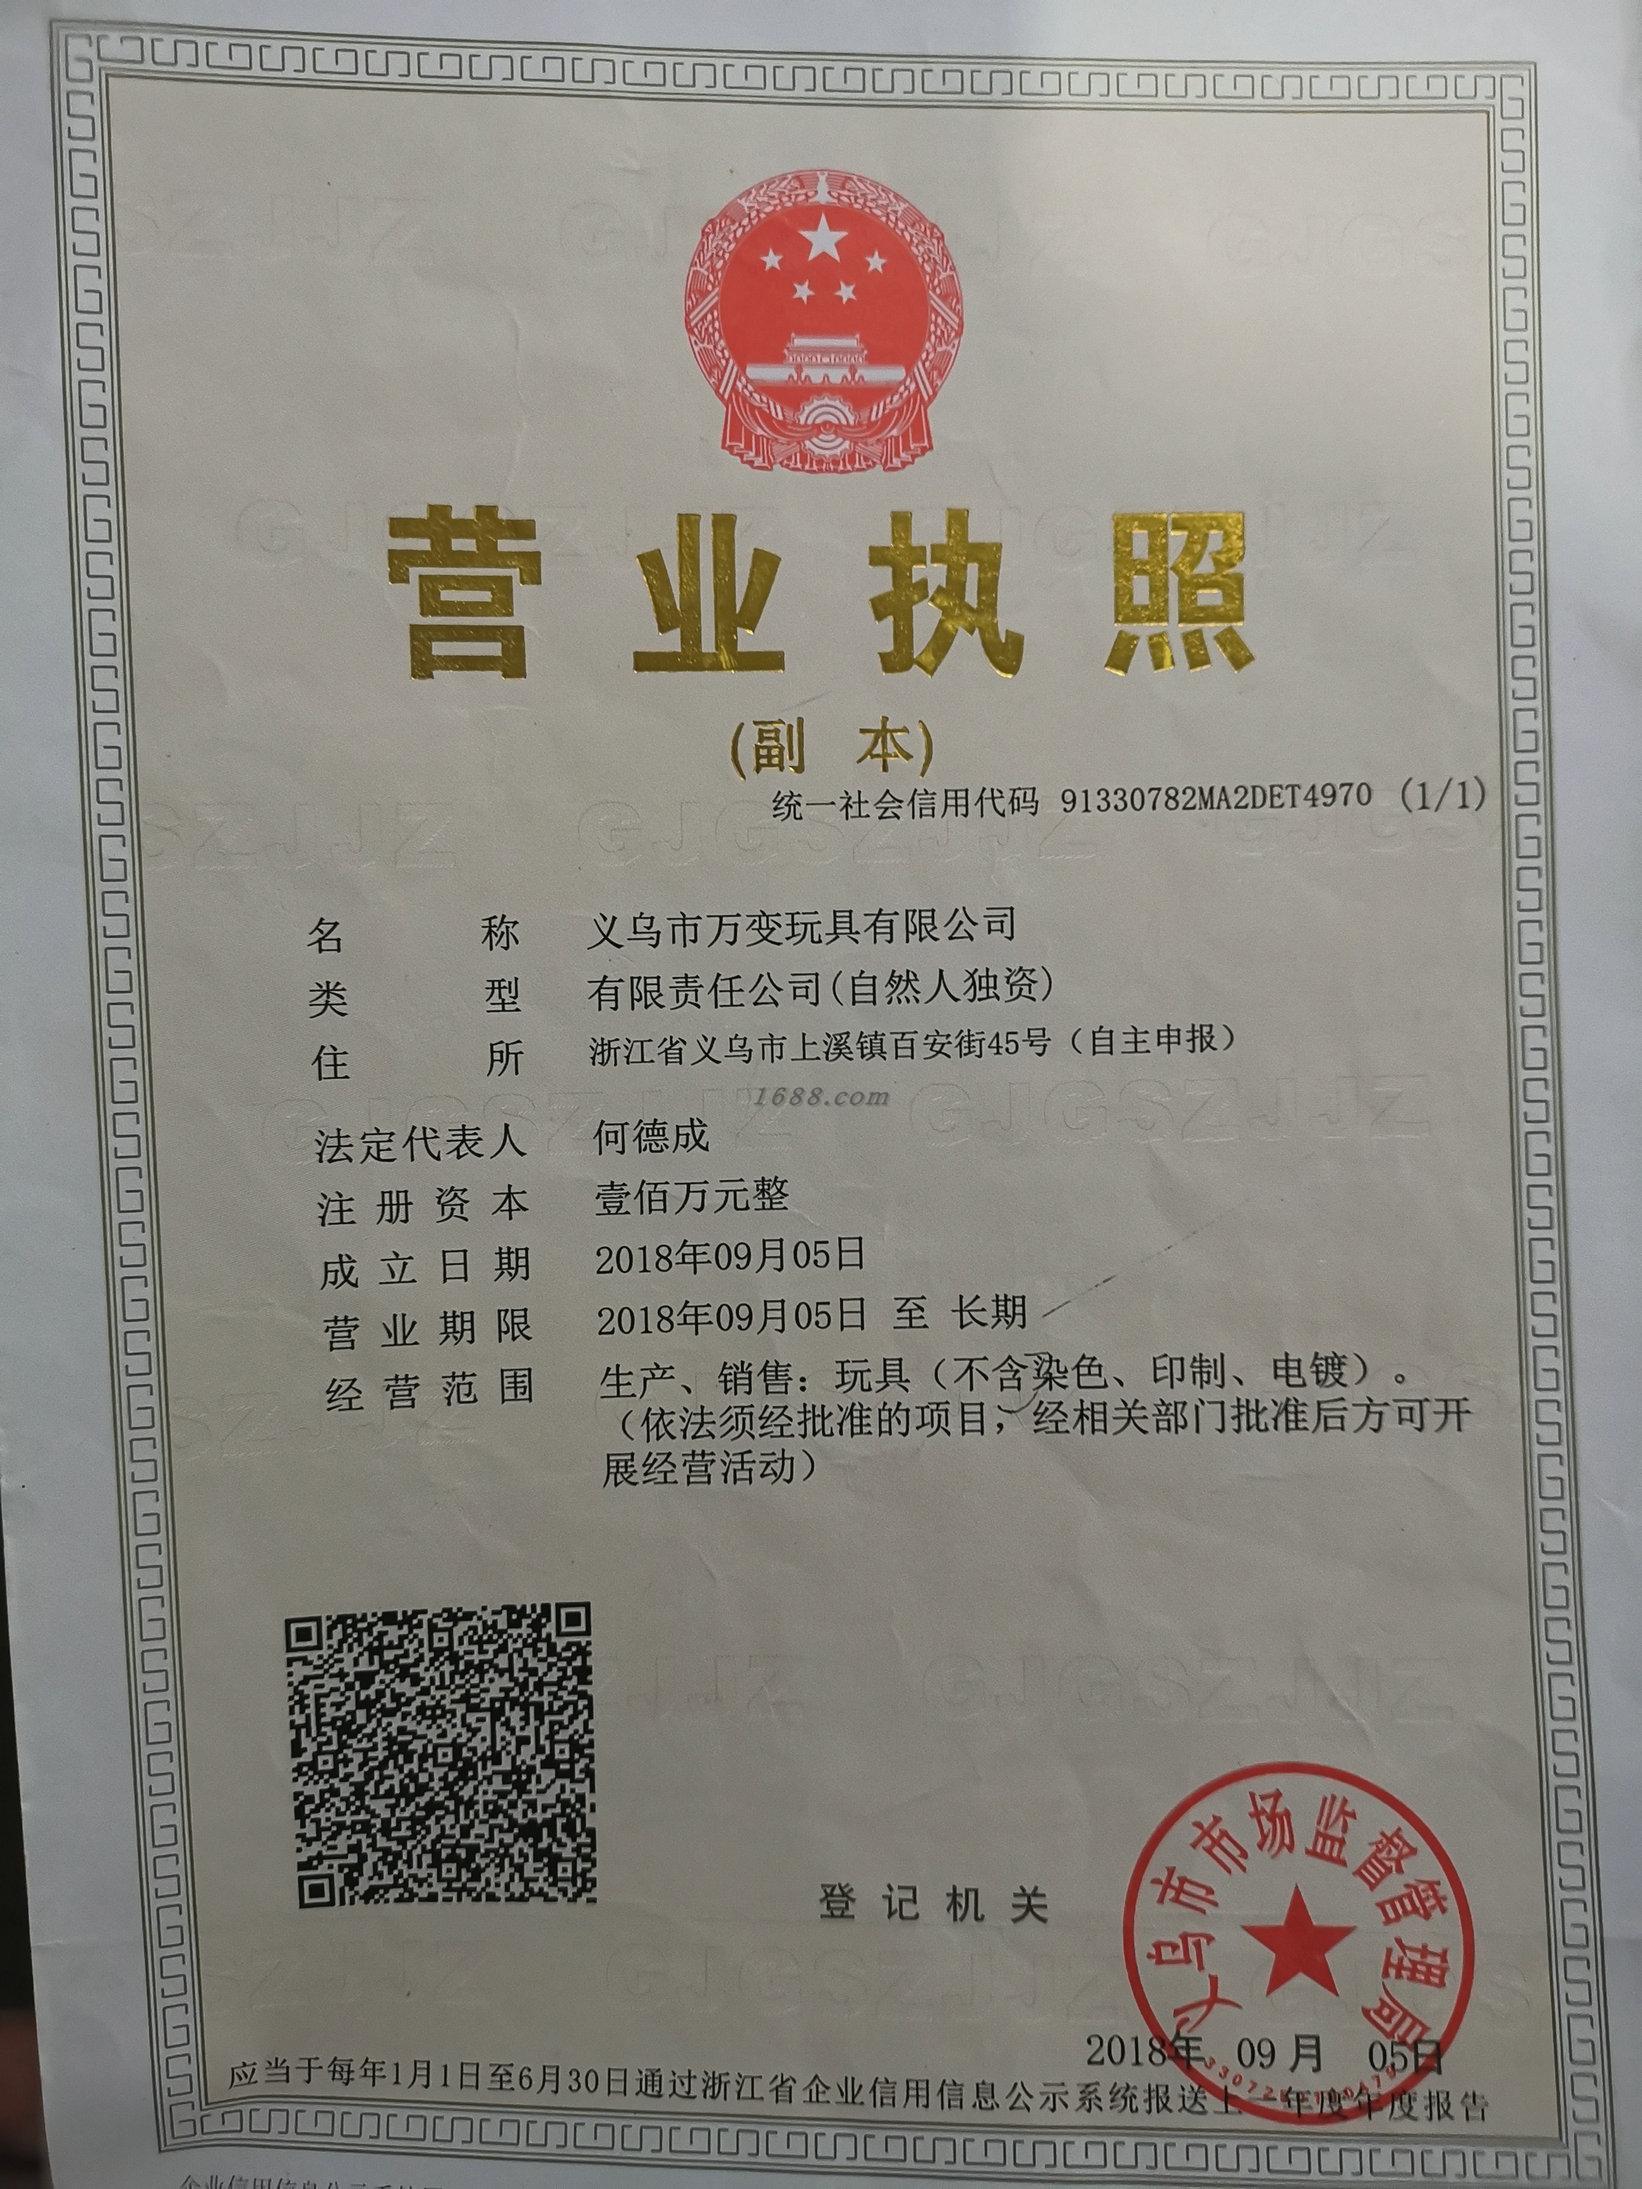 营业执照
(副 本)
统一社会信用代码 91330782MA2DET4970 (1/1)
名称 义乌市万变玩具有限公司
类型 有限责任公司(自然人独资)
住所 浙江省义乌市上溪镇百安街45号（自主申报）
1688.com
法定代表人 何德成
注册资本 壹佰万元整
成立日期 2018年09月05日
营业期限 2018年09月05日 至 长期
经营范围 生产、销售：玩具（不含染色、印制、电镀）。
（依法须经批准的项目，经相关部门批准后方可开
展经营活动）
登记机关
义乌市市场监督管理局
2018年 09月 05日
应当于每年1月1日至6月30日通过浙江省企业信用信息公示系统报送上一年度年度报告